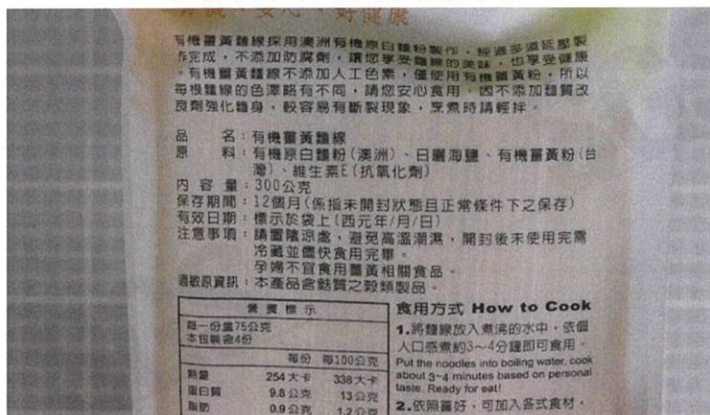 有機、安心、好健康
有機薑黃麵線採用澳洲有機原白麵粉製作,經過多道延壓製
作完成,不添加防腐劑,讓您享受麵線的美味,也享受健康
。有機薑黃麵線不添加人工色素,僅使用有機薑黃粉,所以
每根麵線的色澤略有不同,請您安心食用。因不添加麵質改
良劑強化麵身,較容易有斷裂現象,烹煮時請輕拌。
品 名:有機薑黃麵線
原 料:有機原白麵粉(澳洲)、日曬海鹽、有機薑黃粉(台
灣)、維生素E(抗氧化劑)
內 容 量:300公克
保存期間:12個月(係指未開封狀態且正常條件下之保存)
有效日期:標示於袋上(西元年/月/日)
注意事項:請置陰涼處,避免高溫潮濕,開封後未使用完需
冷藏並儘快食用完畢。
孕婦不宜食用薑黃相關食品。
過敏原資訊:本產品含麩質之穀類製品。
營養標示
每一份量75公克
本包裝含4份
每份 每100公克
熱量 254大卡 338大卡
蛋白質 9.8公克 13公克
脂肪 0.9公克 1.2公克
食用方式 How to Cook
1.將麵線放入煮沸的水中,依個
人口感煮約3~4分鐘即可食用。
Put the noodles into boiling water, cook
about 3~4 minutes based on personal
taste. Ready for eat!
2.依照喜好,可加入各式食材,